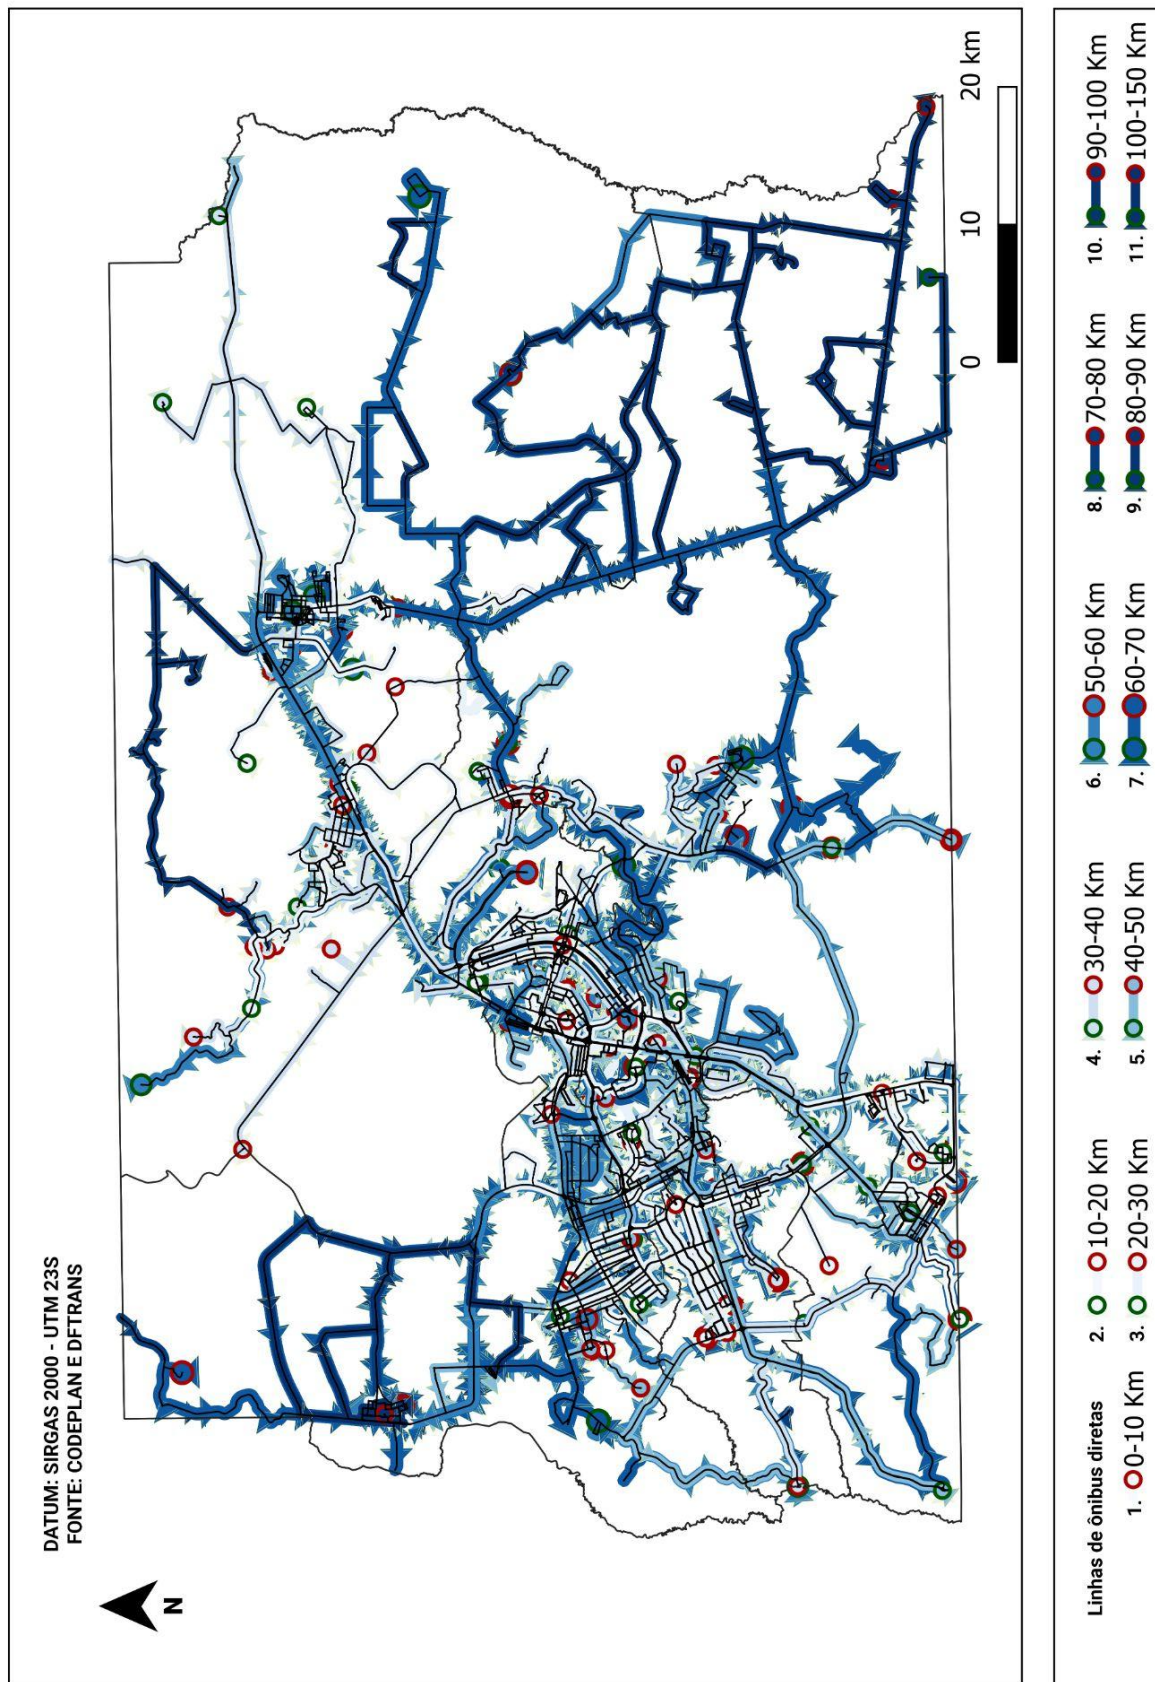 DATUM: SIRGAS 2000 - UTM 23S
FONTE: CODEPLAN E DFTRANS
N
0 10 20 km
Linhas de ônibus diretas
1. 0-10 Km
2. 10-20 Km
3. 20-30 Km
4. 30-40 Km
5. 40-50 Km
6. 50-60 Km
7. 60-70 Km
8. 70-80 Km
9. 80-90 Km
10. 90-100 Km
11. 100-150 Km